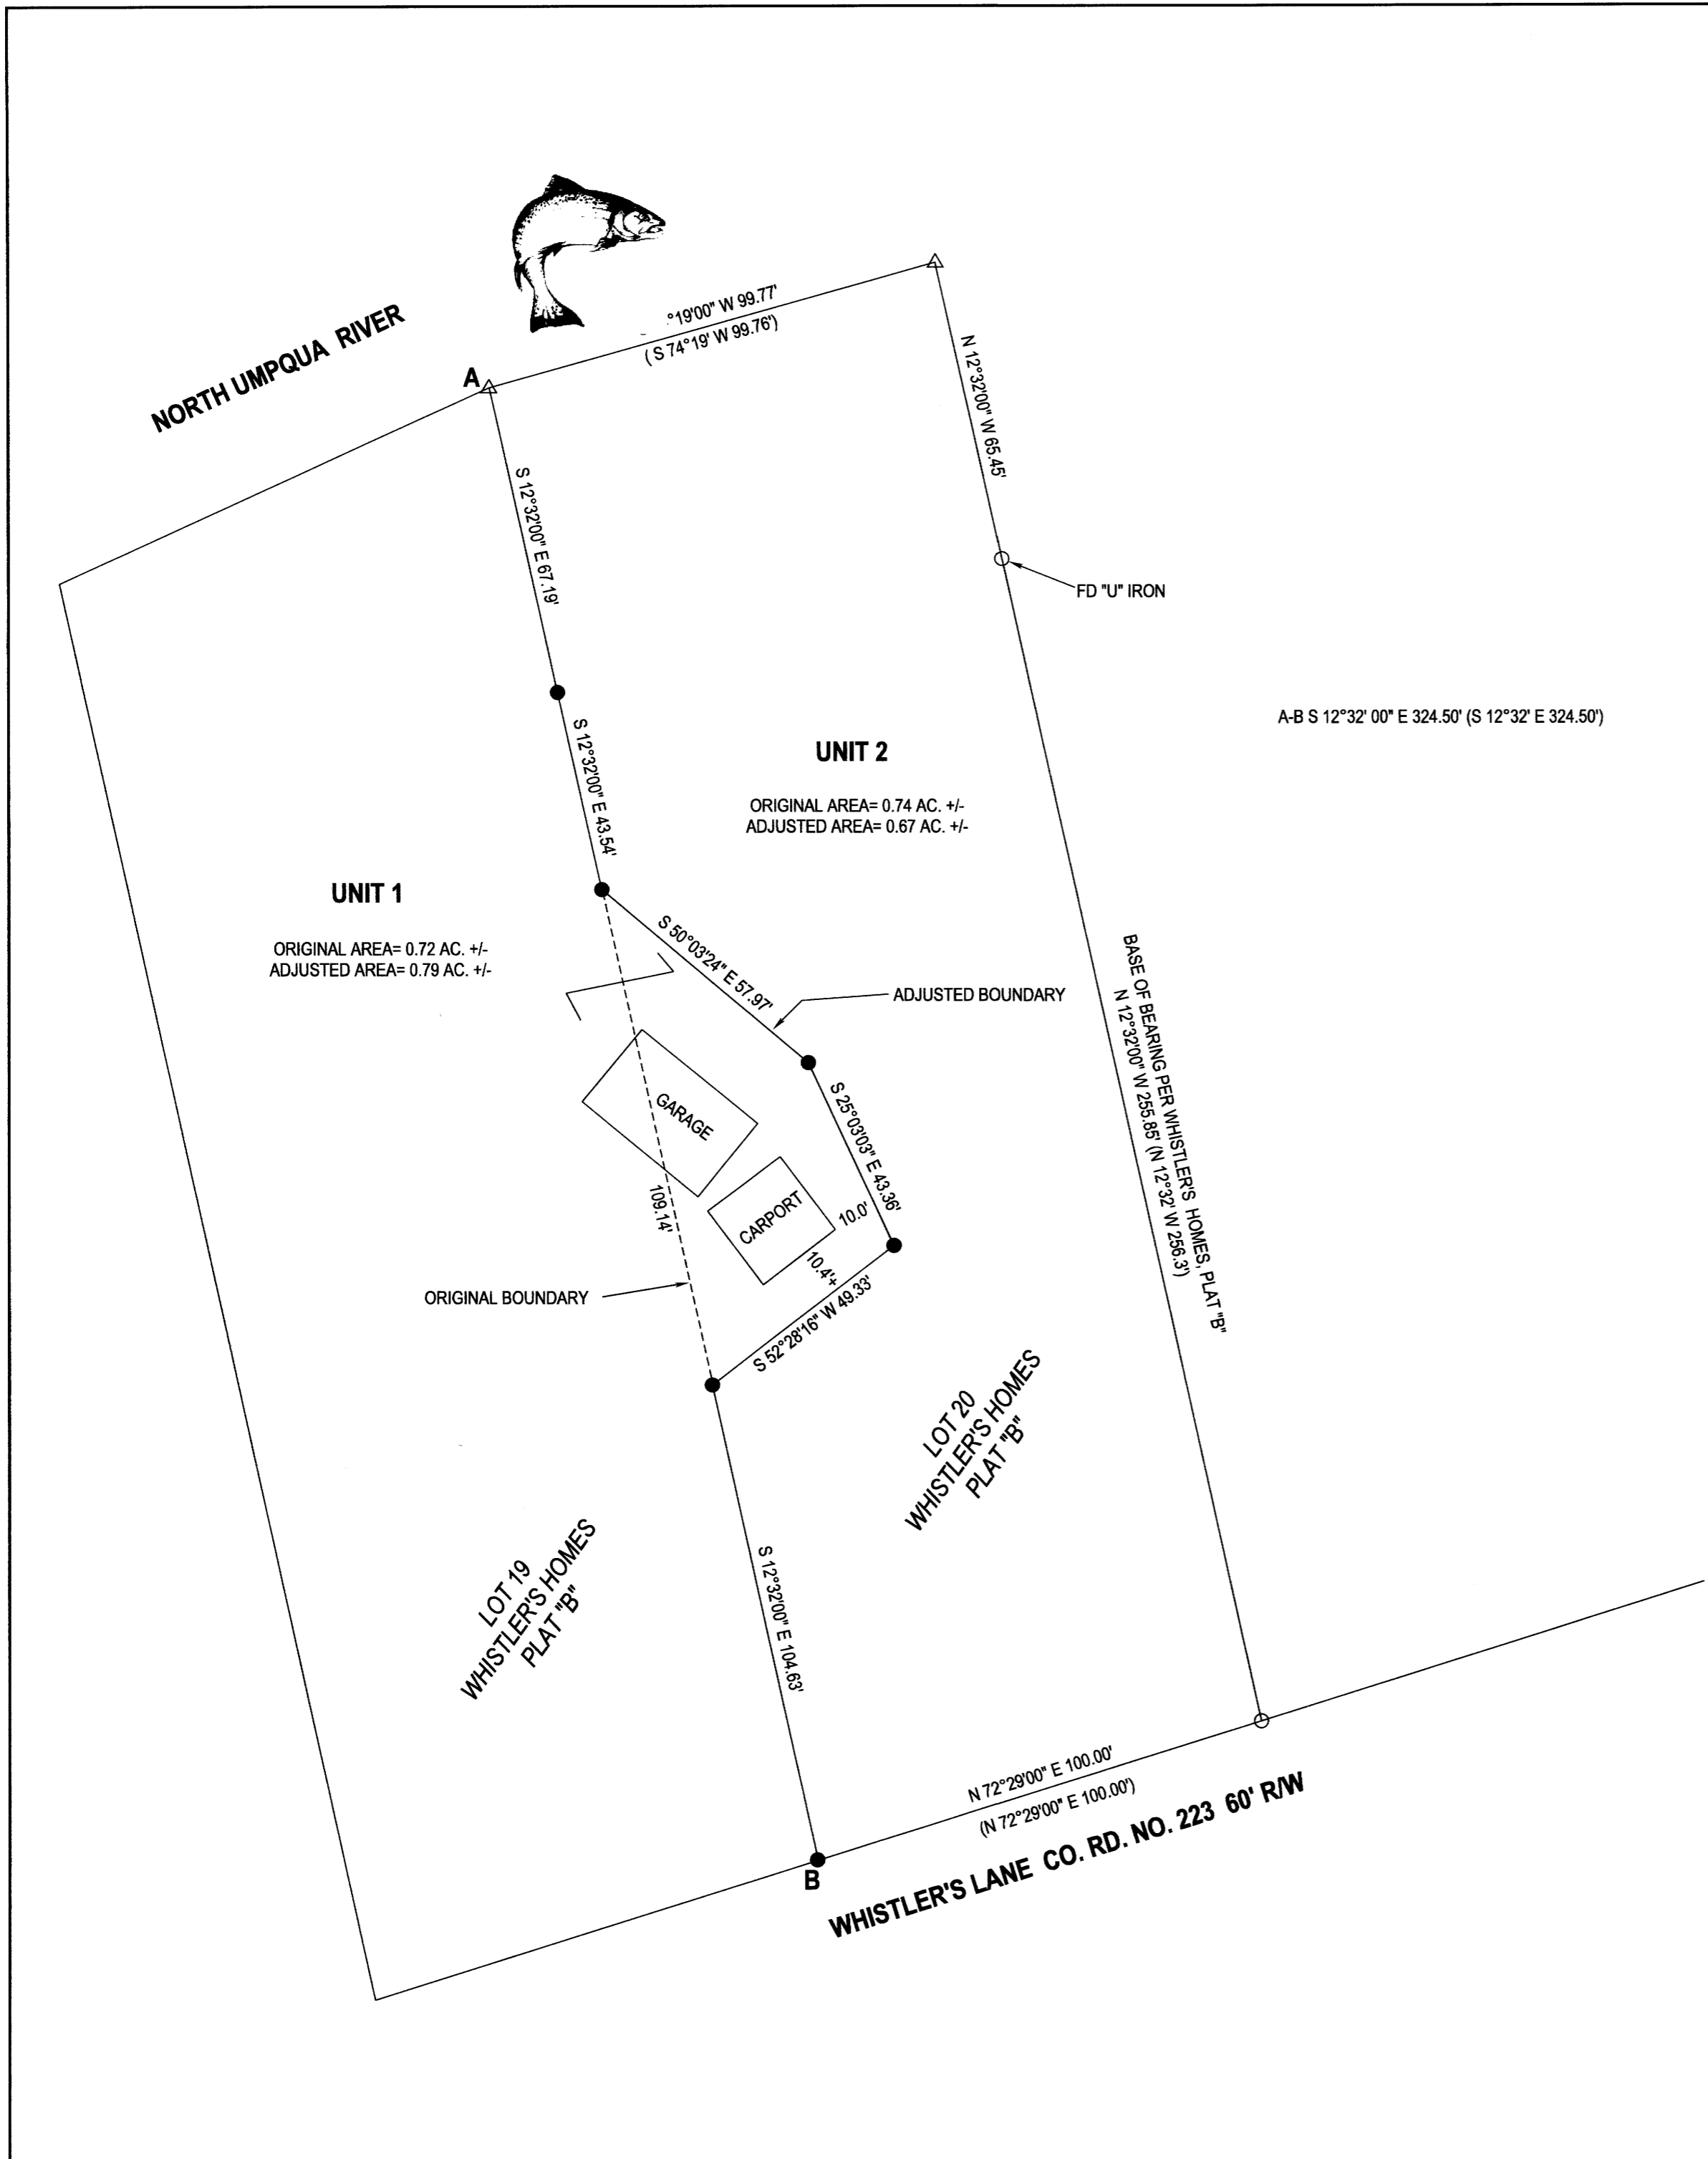 NORTH UMPQUA RIVER
°19'00" W 99.77'
( S 74°19' W 99.76')
A
N 12°32'00" W 65.45'
S 12°32'00" E 67.19'
FD "U" IRON
A-B S 12°32' 00" E 324.50' (S 12°32' E 324.50')
S 12°32'00" E 43.54'
UNIT 2
ORIGINAL AREA= 0.74 AC. +/-
ADJUSTED AREA= 0.67 AC. +/-
UNIT 1
ORIGINAL AREA= 0.72 AC. +/-
ADJUSTED AREA= 0.79 AC. +/-
S 50°03'24" E 57.97'
ADJUSTED BOUNDARY
BASE OF BEARING PER WHISTLER'S HOMES, PLAT "B"
N 12°32'00" W 255.85' (N 12°32' W 256.3')
GARAGE
S 25°03'03" E 43.36'
109.14'
CARPORT
10.0'
10.4'+
ORIGINAL BOUNDARY
S 52°28'16" W 49.33'
LOT 20
WHISTLER'S HOMES
PLAT "B"
LOT 19
WHISTLER'S HOMES
PLAT "B"
S 12°32'00" E 104.63'
N 72°29'00" E 100.00'
(N 72°29'00" E 100.00')
B
WHISTLER'S LANE CO. RD. NO. 223 60' R/W